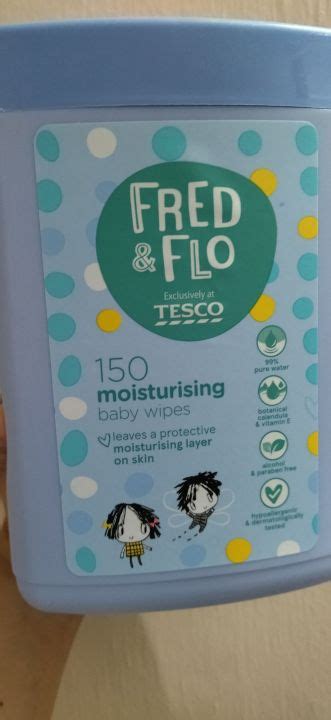 FRED
& FLO
Exclusively at
TESCO
150
moisturising
baby wipes
leaves a protective
moisturising layer
on skin
99%
pure water
botanical
calendula
& vitamin E
alcohol
& paraben free
hypoallergenic
& dermatologically
tested